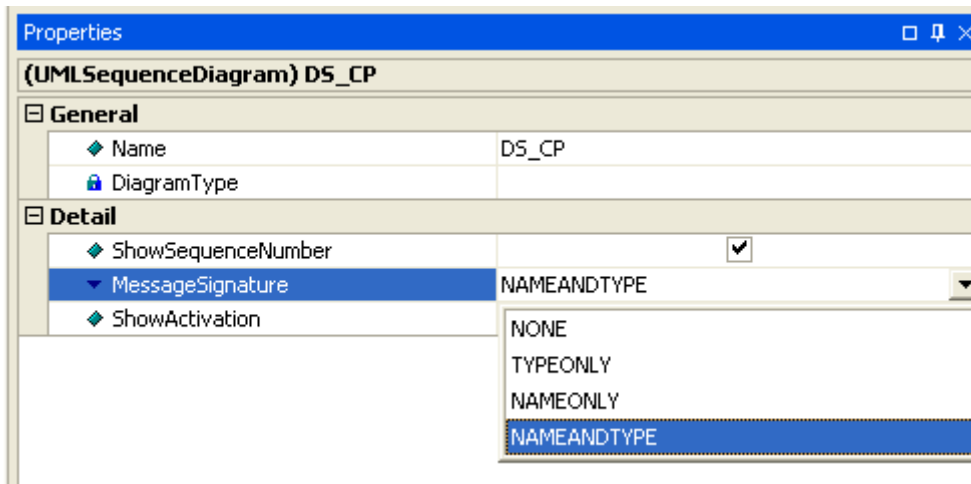 Properties
(UMLSequenceDiagram) DS_CP
General
Name DS_CP
DiagramType
Detail
ShowSequenceNumber
MessageSignature NAMEANDTYPE
ShowActivation
NONE
TYPEONLY
NAMEONLY
NAMEANDTYPE